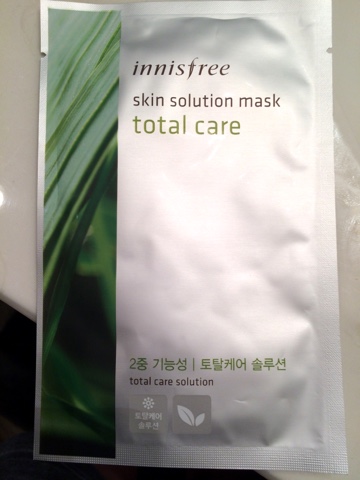 innisfree
skin solution mask
total care
2중 기능성 | 토탈케어 솔루션
total care solution
토탈케어
솔루션